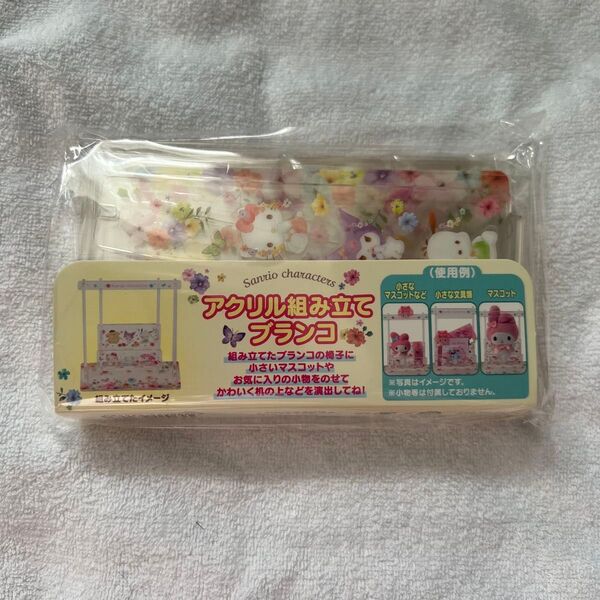 Sanrio characters
アクリル組み立て
ブランコ
組み立てたブランコの椅子に
小さいマスコットや
お気に入りの小物をのせて
かわいく机の上などを演出してね!
組み立てたイメージ
(使用例)
小さな
マスコットなど
小さな文具類
マスコット
※写真はイメージです。
※小物等は付属しておりません。